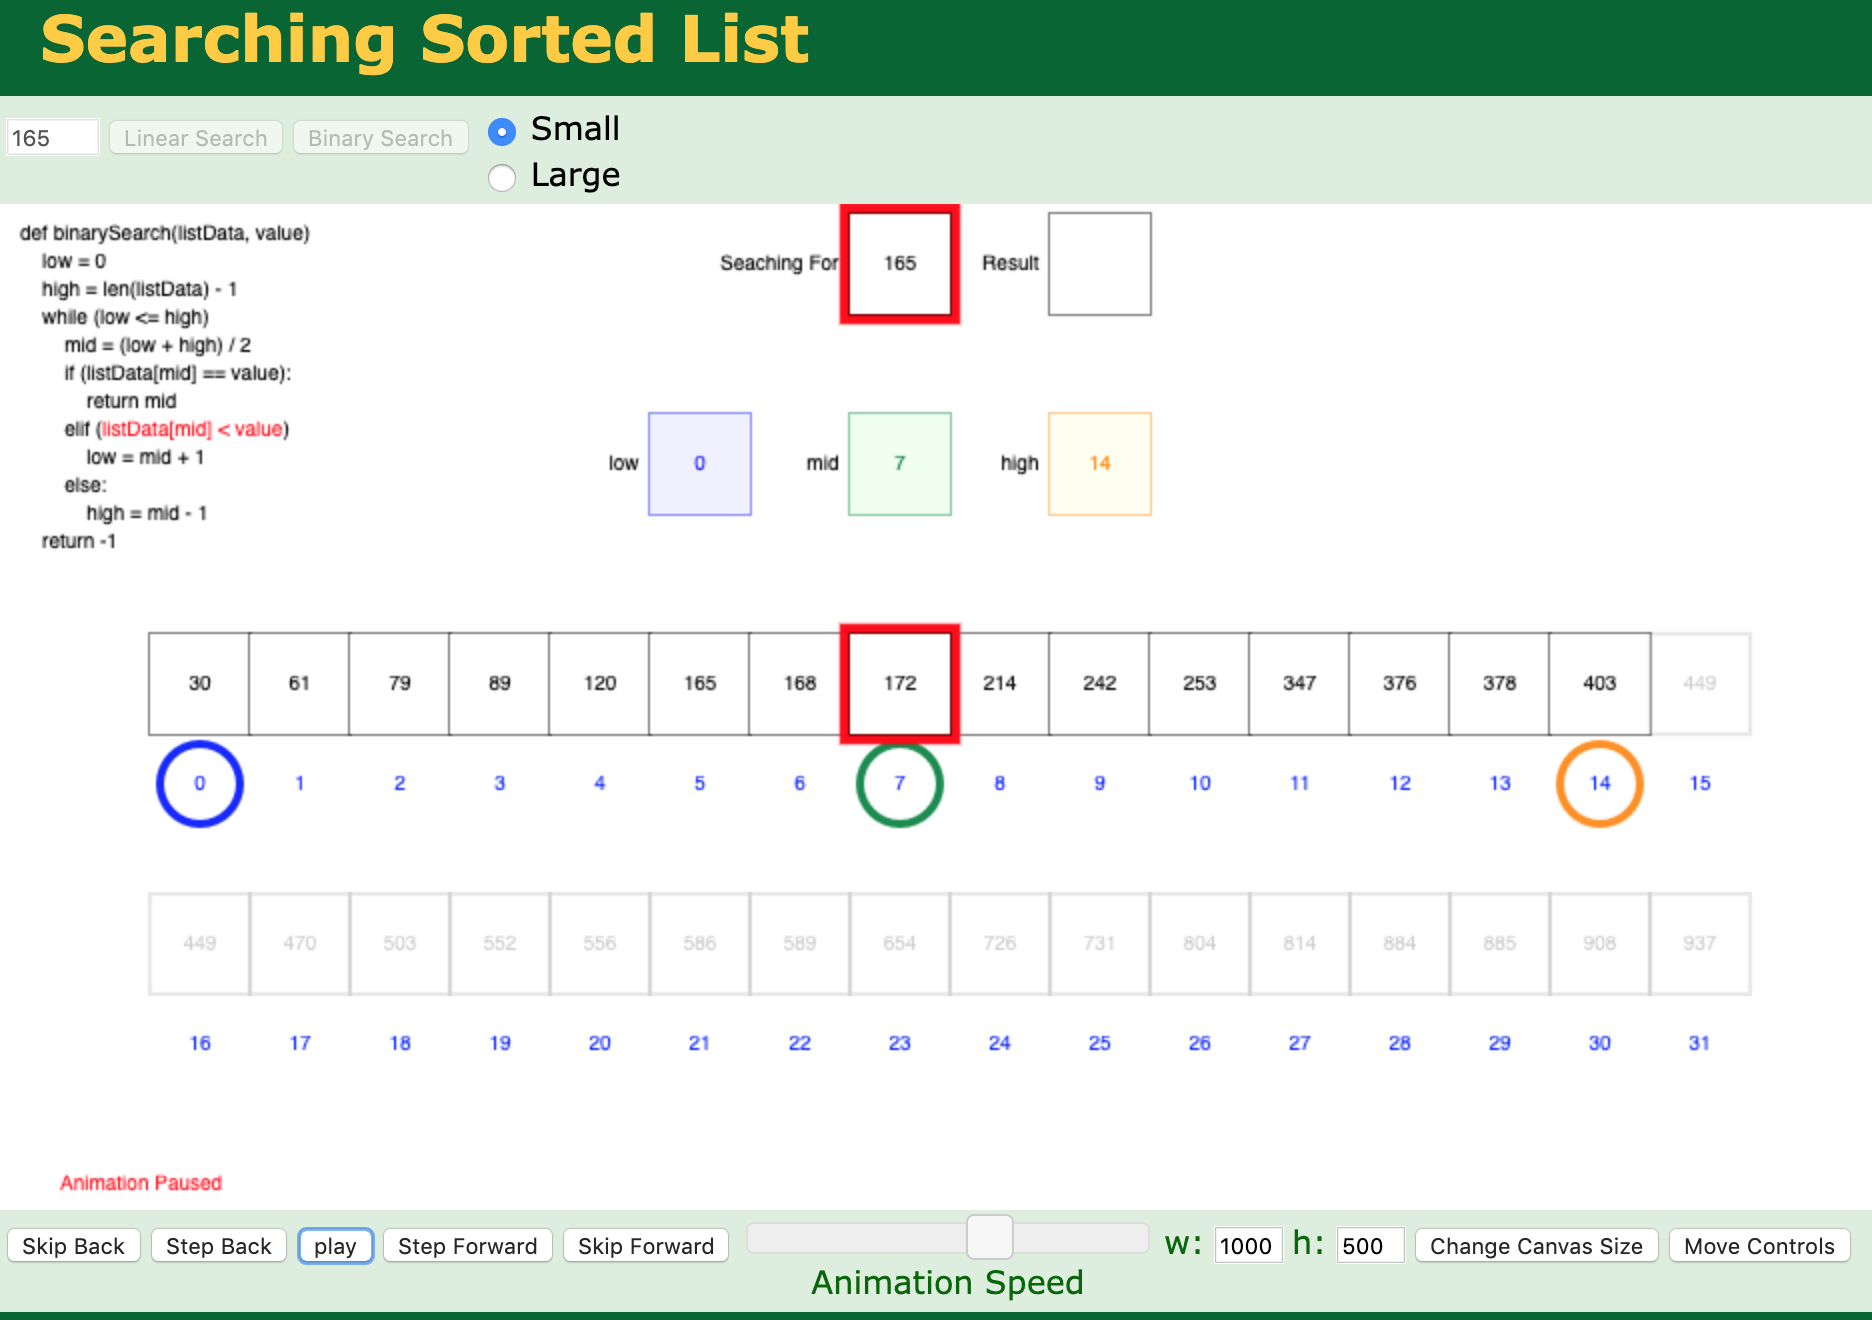 Searching Sorted List
165 Linear Search Binary Search Small
Large
def binarySearch(listData, value)
low = 0
high = len(listData) - 1
while (low <= high)
mid = (low + high) / 2
if (listData[mid] == value):
return mid
elif (listData[mid] < value)
low = mid + 1
else:
high = mid - 1
return -1
Seaching For 165 Result
low 0 mid 7 high 14
30 61 79 89 120 165 168 172 214 242 253 347 376 378 403 449
0 1 2 3 4 5 6 7 8 9 10 11 12 13 14 15
449 470 503 552 556 586 589 654 726 731 804 814 884 885 908 937
16 17 18 19 20 21 22 23 24 25 26 27 28 29 30 31
Animation Paused
Skip Back Step Back play Step Forward Skip Forward w: 1000 h: 500 Change Canvas Size Move Controls
Animation Speed